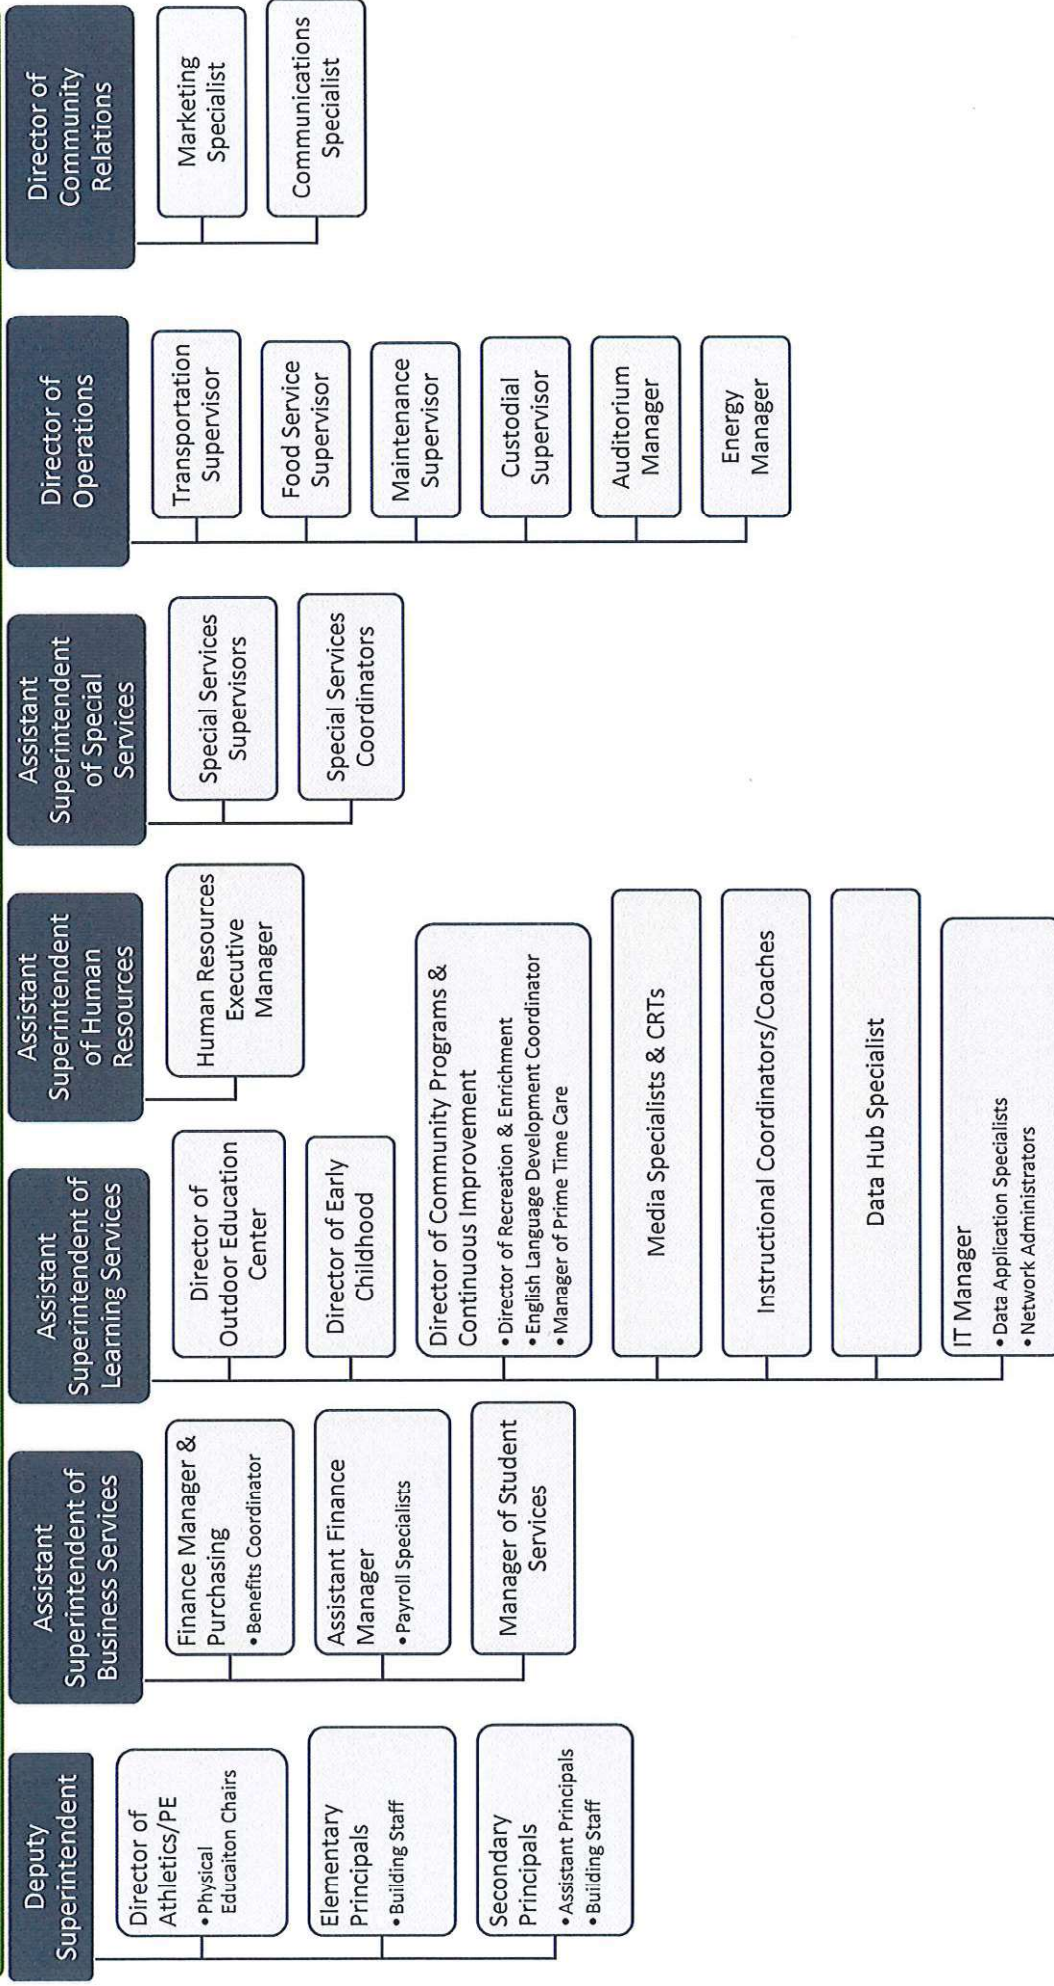 Deputy
Superintendent
Director of
Athletics/PE
• Physical
Educaiton Chairs
Elementary
Principals
• Building Staff
Secondary
Principals
• Assistant Principals
• Building Staff
Assistant
Superintendent of
Business Services
Finance Manager &
Purchasing
• Benefits Coordinator
Assistant Finance
Manager
• Payroll Specialists
Manager of Student
Services
Assistant
Superintendent of
Learning Services
Director of
Outdoor Education
Center
Director of Early
Childhood
Director of Community Programs &
Continuous Improvement
• Director of Recreation & Enrichment
• English Language Development Coordinator
• Manager of Prime Time Care
Media Specialists & CRTs
Instructional Coordinators/Coaches
Data Hub Specialist
IT Manager
• Data Application Specialists
• Network Administrators
Assistant
Superintendent
of Human
Resources
Human Resources
Executive
Manager
Assistant
Superintendent
of Special
Services
Special Services
Supervisors
Special Services
Coordinators
Director of
Operations
Transportation
Supervisor
Food Service
Supervisor
Maintenance
Supervisor
Custodial
Supervisor
Auditorium
Manager
Energy
Manager
Director of
Community
Relations
Marketing
Specialist
Communications
Specialist